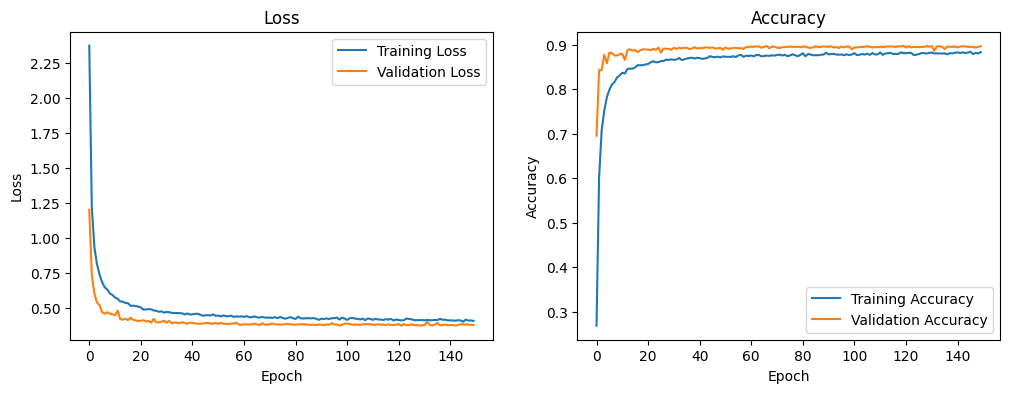 Loss
2.25
2.00
1.75
1.50
1.25
1.00
0.75
0.50
Loss
0 20 40 60 80 100 120 140
Epoch
Training Loss
Validation Loss
Accuracy
0.9
0.8
0.7
0.6
0.5
0.4
0.3
Accuracy
0 20 40 60 80 100 120 140
Epoch
Training Accuracy
Validation Accuracy